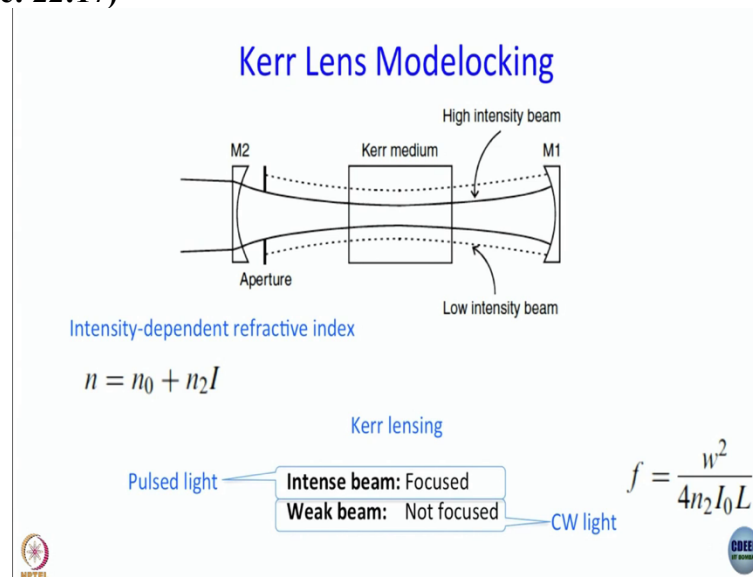 Kerr Lens Modelocking
High intensity beam
M2
Kerr medium
M1
Aperture
Low intensity beam
Intensity-dependent refractive index
n = n₀ + n₂I
Kerr lensing
Pulsed light
Intense beam: Focused
Weak beam: Not focused
CW light
f = w² / 4n₂I₀L